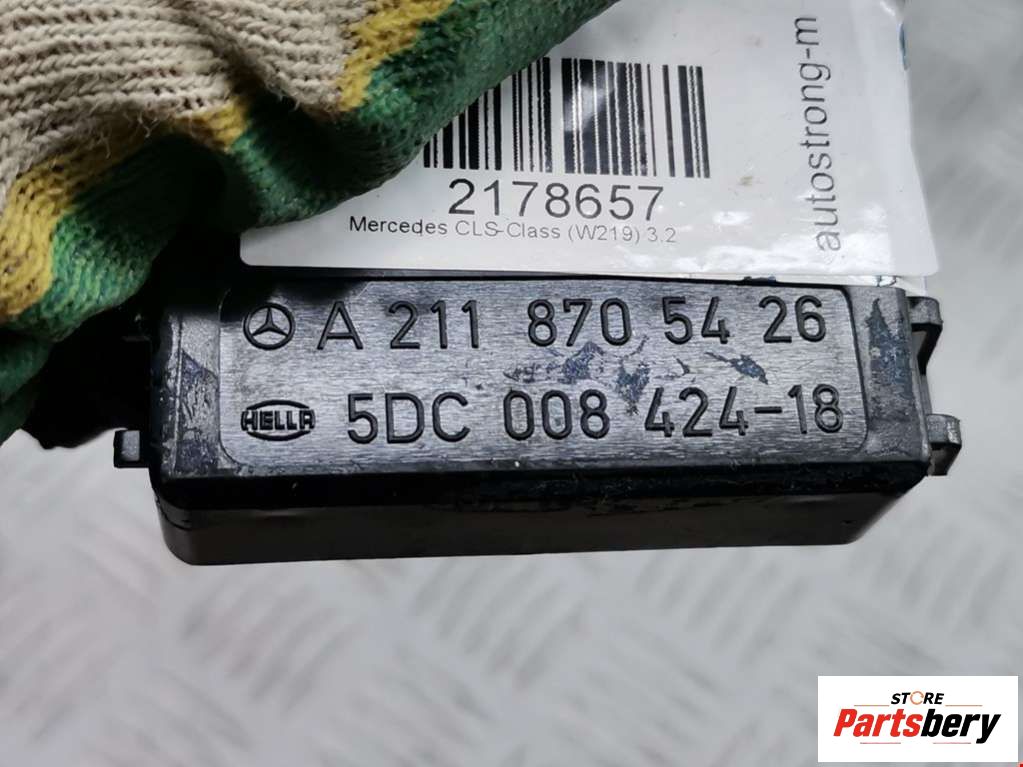 autostrong-m
2178657
Mercedes CLS-Class (W219) 3.2
A 211 870 54 26
HELLA 5DC 008 424-18
STORE
Partsbery